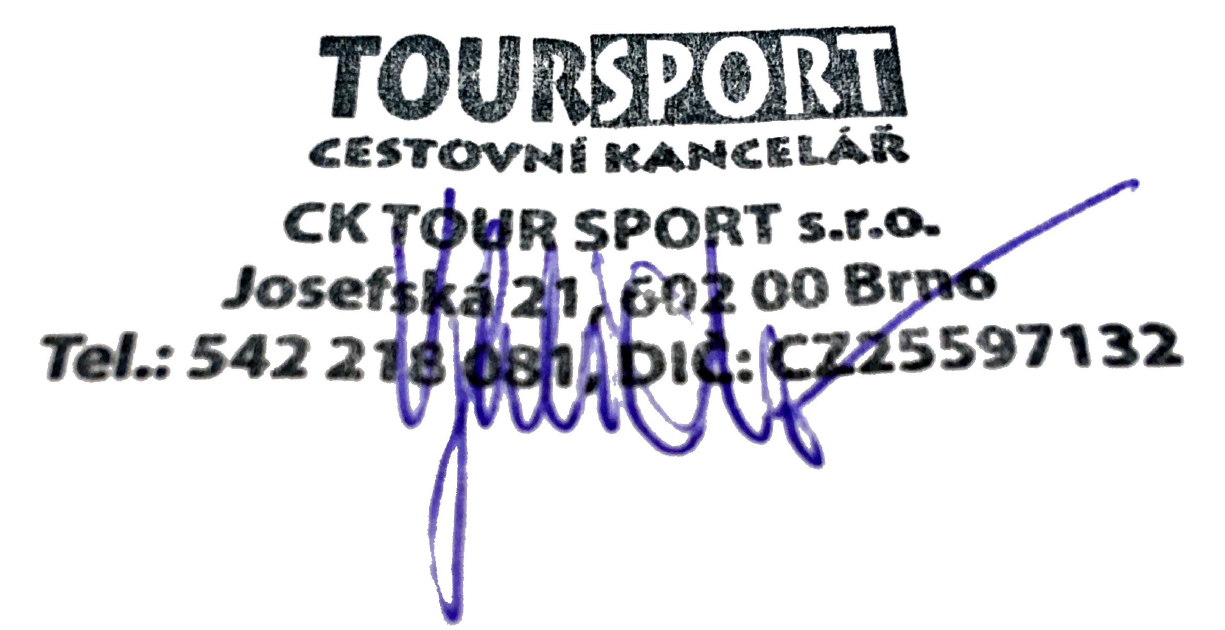 TOURSPORT
CESTOVNÍ KANCELÁŘ
CK TOUR SPORT s.r.o.
Josefská 21, 602 00 Brno
Tel.: 542 218 081, DIČ: CZ25597132